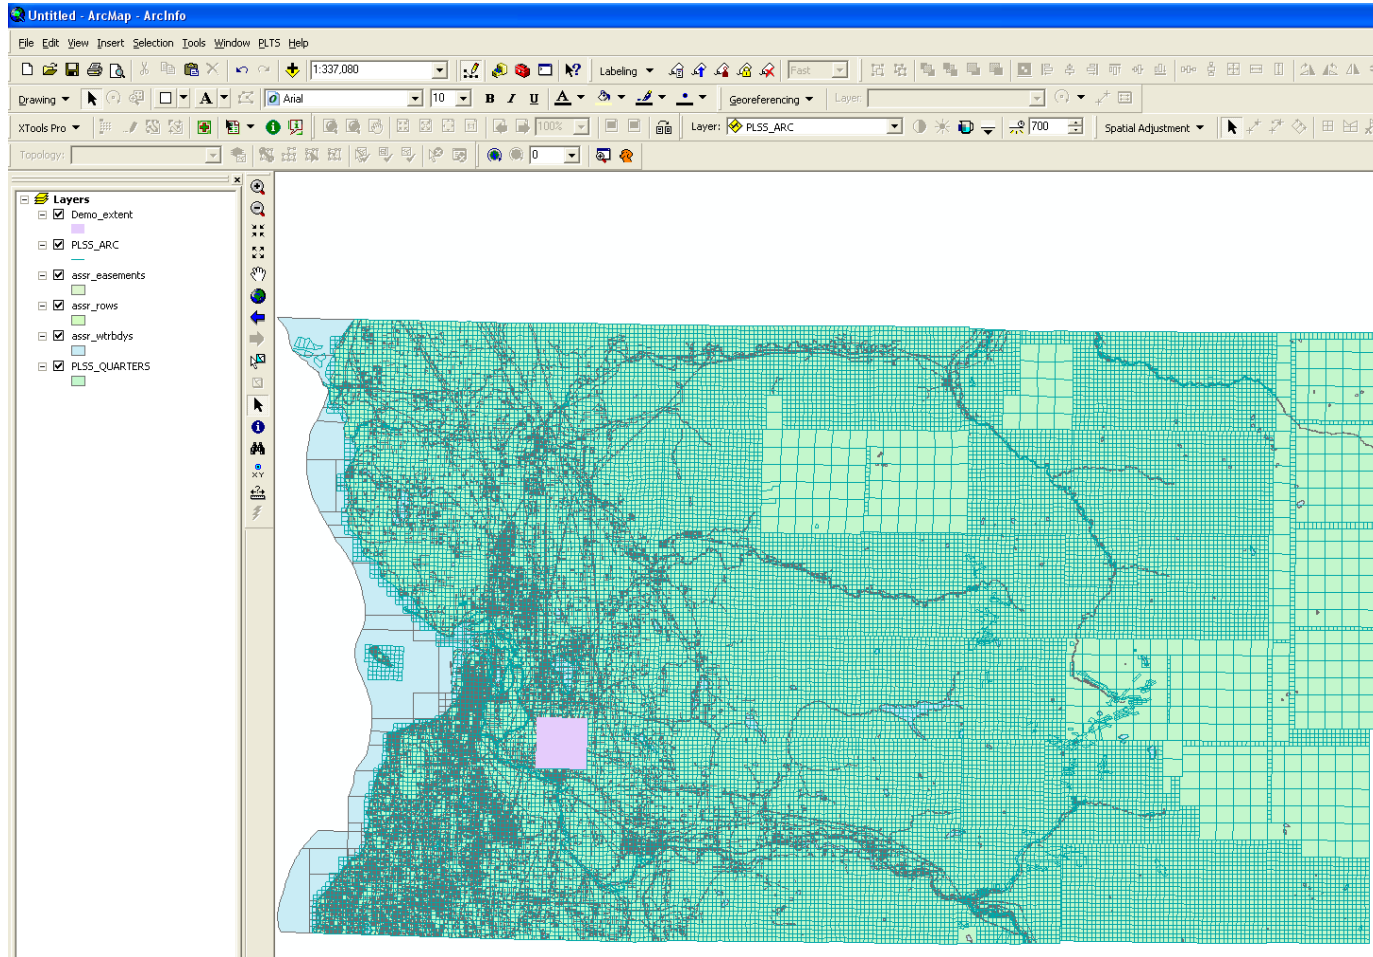 Untitled - ArcMap - ArcInfo
File Edit View Insert Selection Tools Window PLTS Help
1:337,080 Labeling Fast
Drawing A Arial 10 B I U A Georeferencing Layer:
XTools Pro 100% Layer: PLSS_ARC 700 Spatial Adjustment
Topology: 0
Layers
Demo_extent
PLSS_ARC
assr_easements
assr_rows
assr_wtrbdys
PLSS_QUARTERS
XY